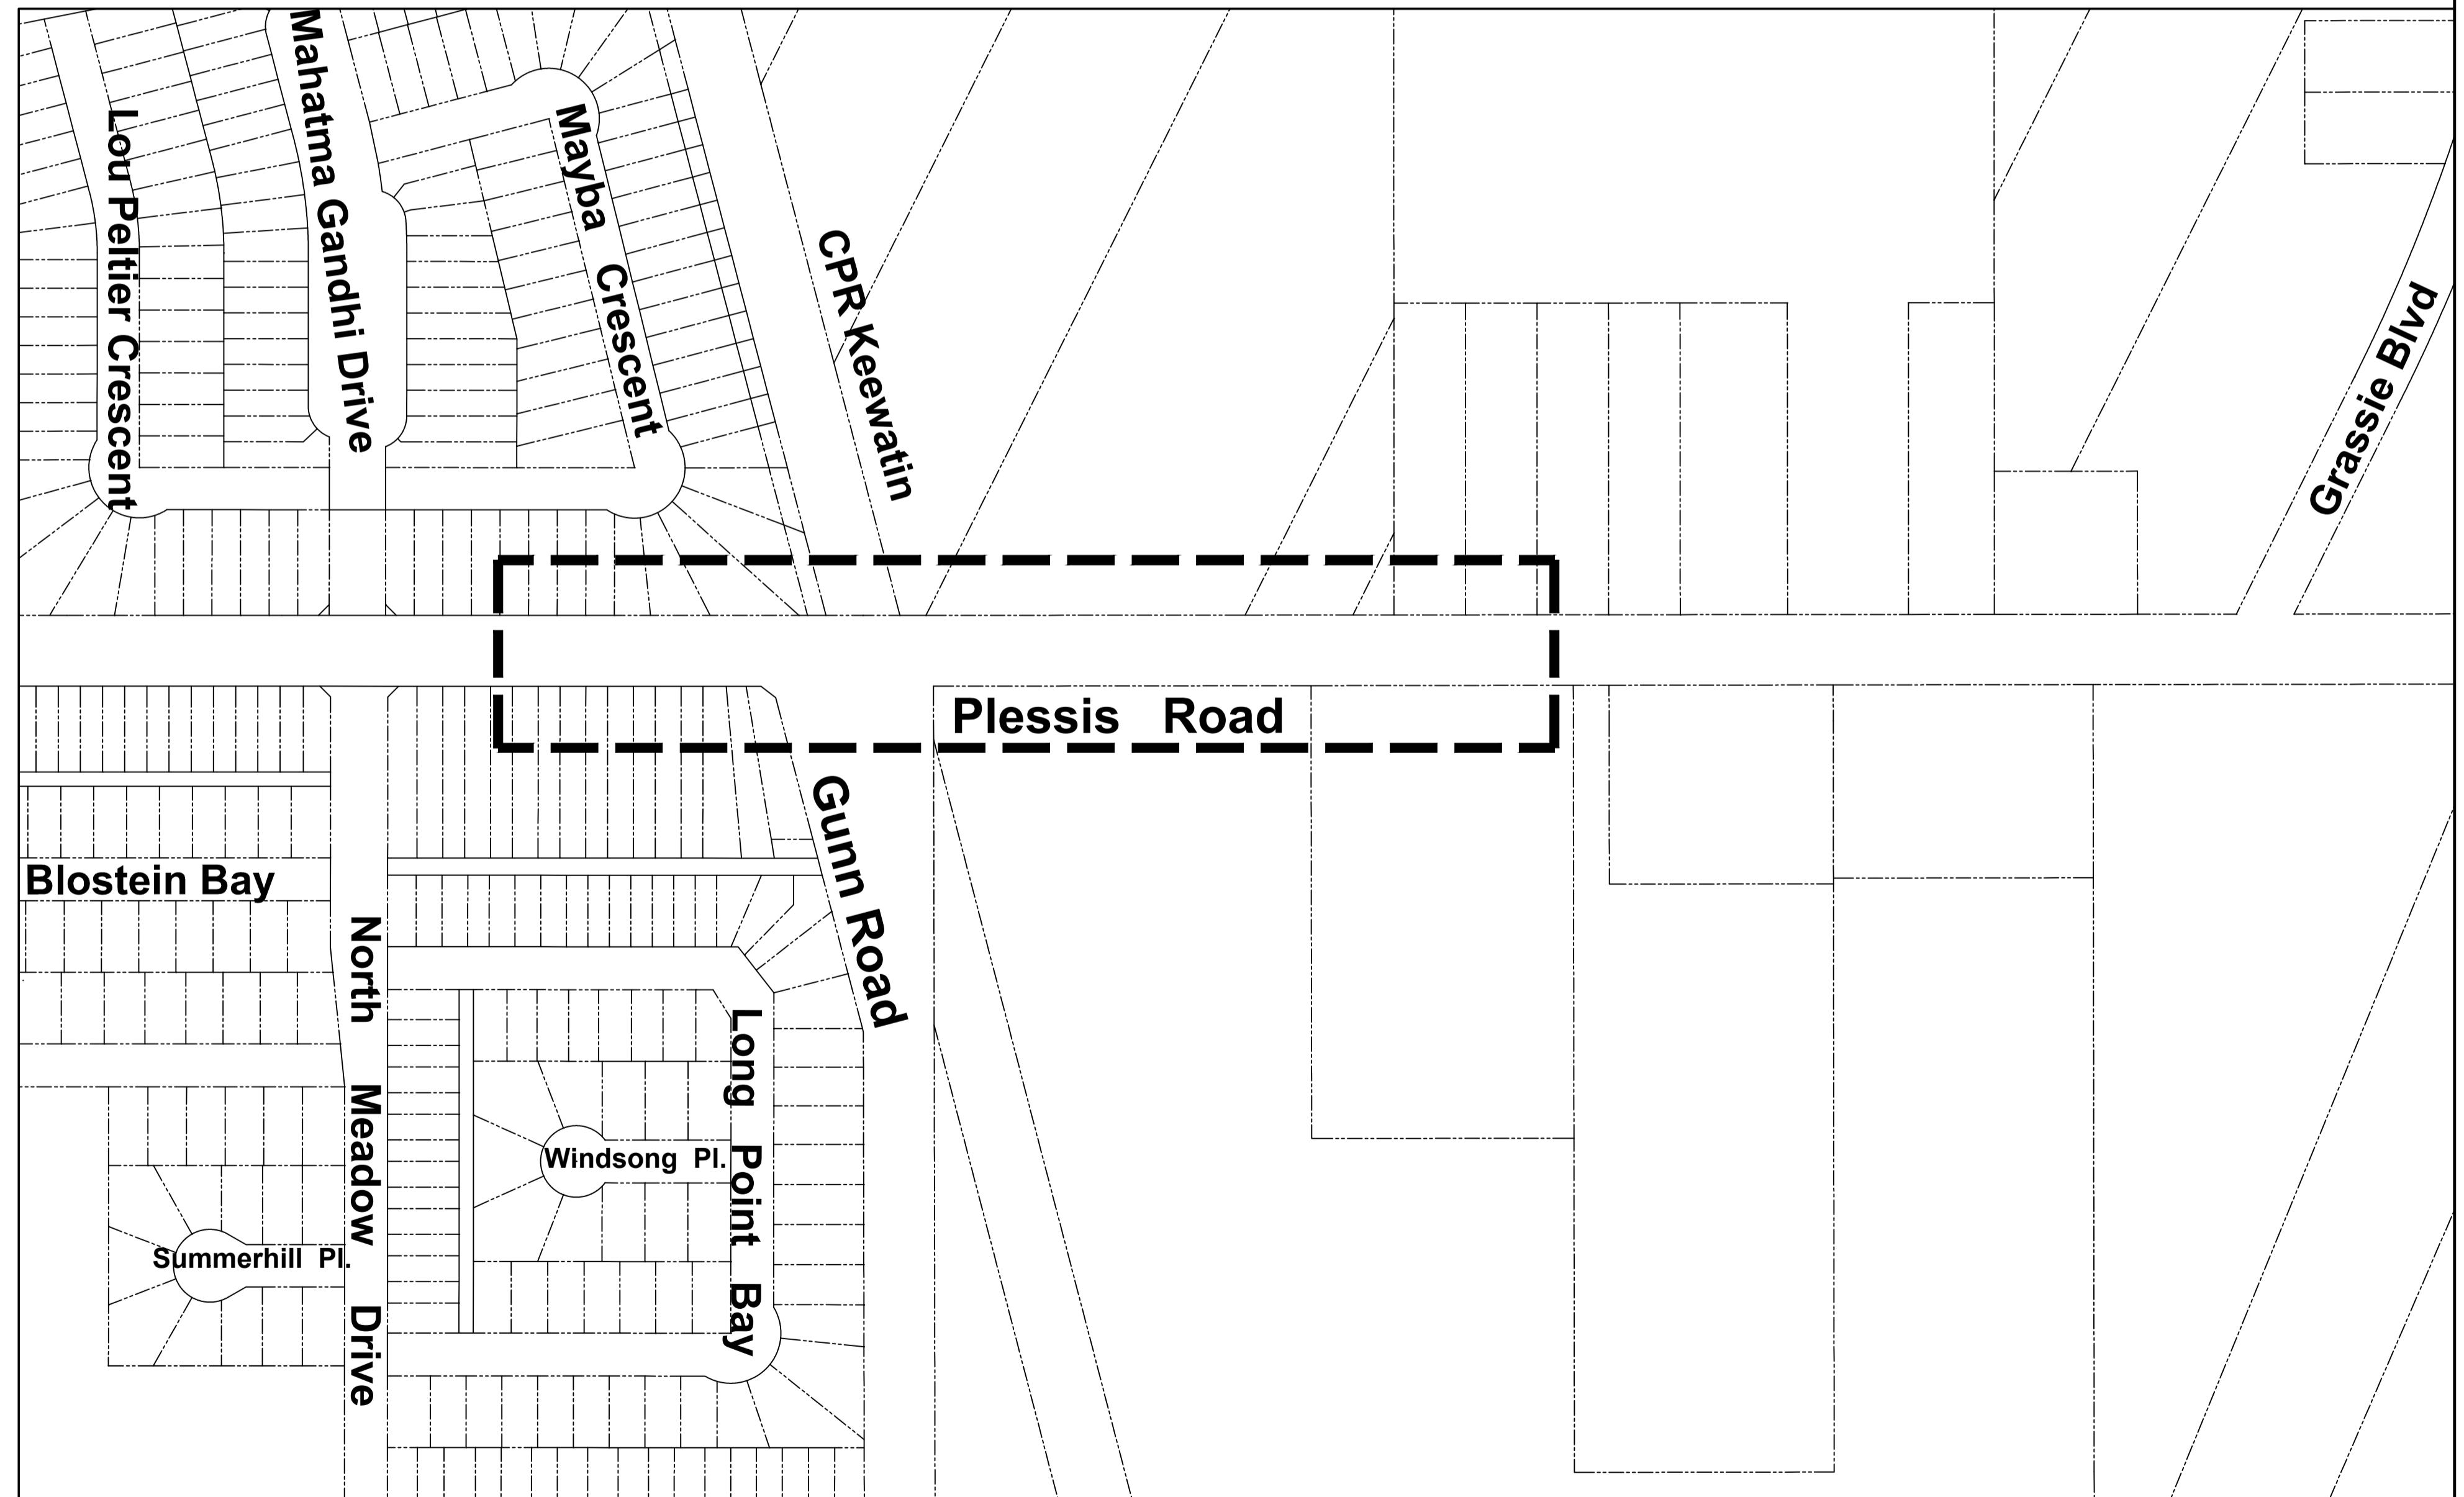 Mahatma Gandhi Drive
Lou Peltier Crescent
Mayba Crescent
CPR Keewatin
Grassie Blvd
Plessis Road
Gunn Road
Blostein Bay
North Meadow Drive
Long Point Bay
Windsong Pl.
Summerhill Pl.